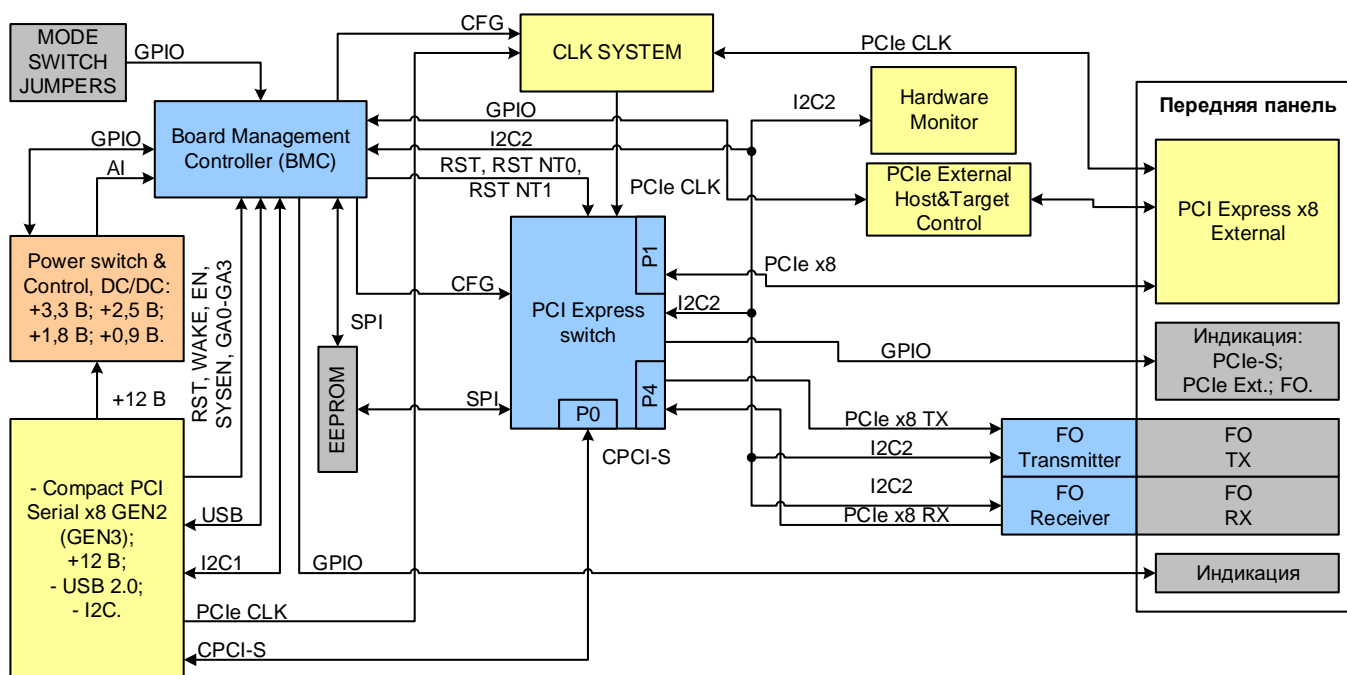 MODE
SWITCH
JUMPERS
GPIO
CFG
CLK SYSTEM
PCIe CLK
I2C2
Hardware
Monitor
Передняя панель
Board Management
Controller (BMC)
GPIO
I2C2
RST, RST NT0,
RST NT1
GPIO
AI
PCIe CLK
PCIe External
Host&Target
Control
PCI Express x8
External
Power switch &
Control, DC/DC:
+3,3 В; +2,5 В;
+1,8 В; +0,9 В.
RST, WAKE, EN,
SYSEN, GA0-GA3
SPI
CFG
PCI Express
switch
P1
P4
P0
PCIe x8
I2C2
GPIO
Индикация:
PCIe-S;
PCIe Ext.; FO.
+12 В
EEPROM
SPI
CPCI-S
PCIe x8 TX
I2C2
FO
Transmitter
FO
TX
I2C2
PCIe x8 RX
FO
Receiver
FO
RX
- Compact PCI
Serial x8 GEN2
(GEN3);
+12 В;
- USB 2.0;
- I2C.
USB
I2C1
GPIO
Индикация
PCIe CLK
CPCI-S